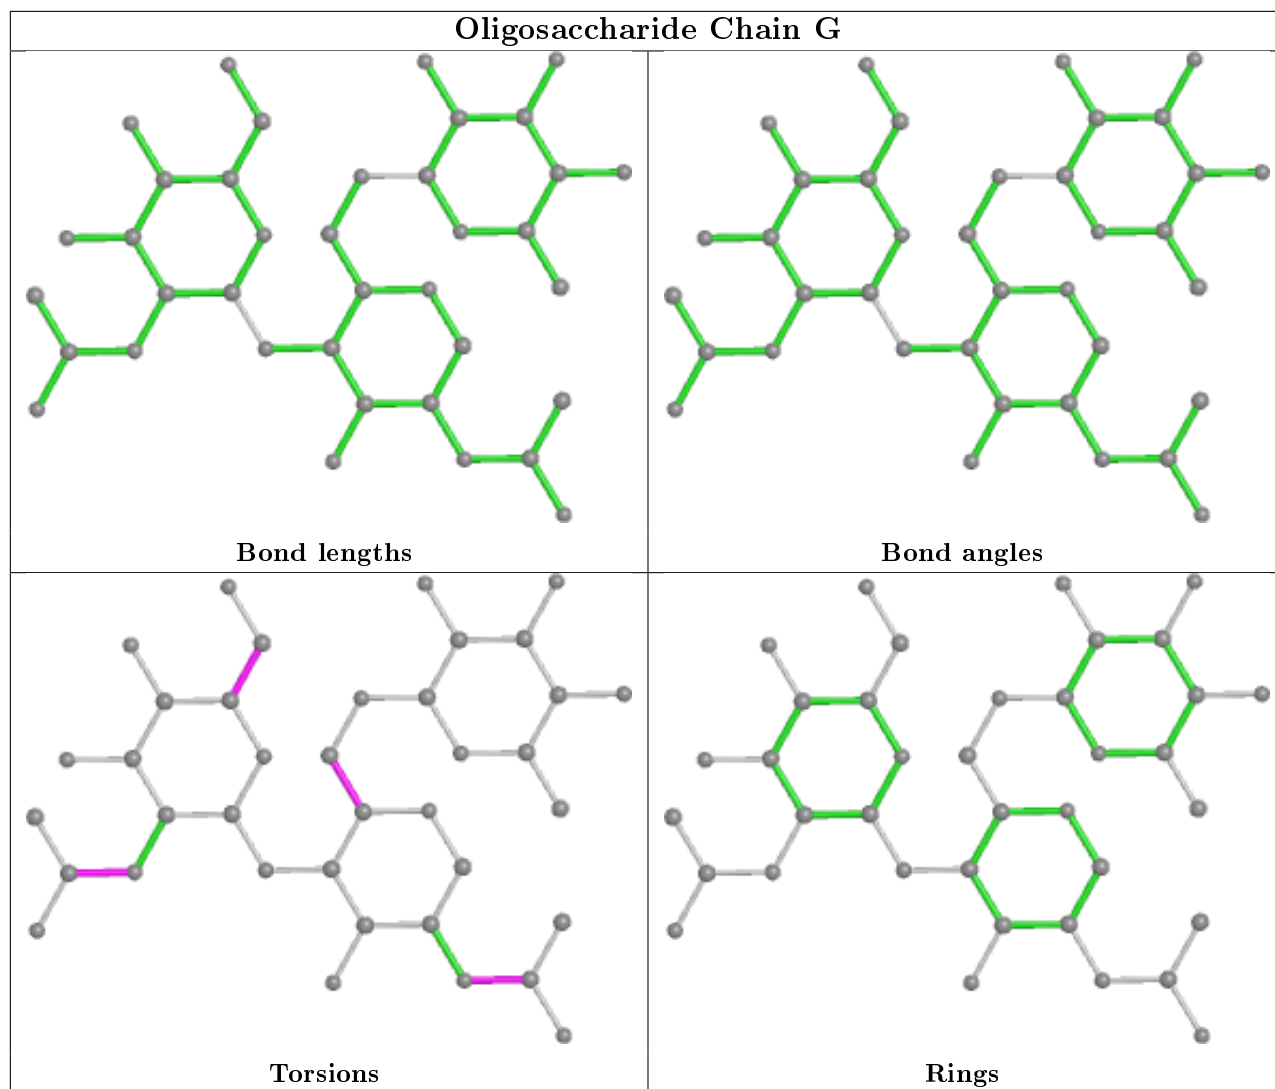 Oligosaccharide Chain G
Bond lengths
Bond angles
Torsions
Rings